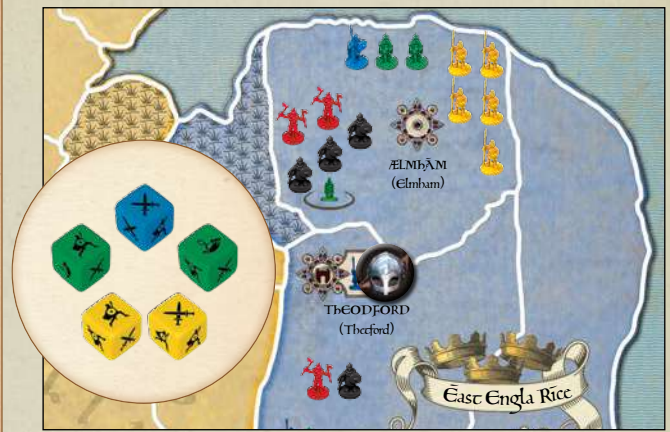 ÆLMhĀM
(Elmham)
ThEODFORD
(Thetford)
Ēast Engla Rīce